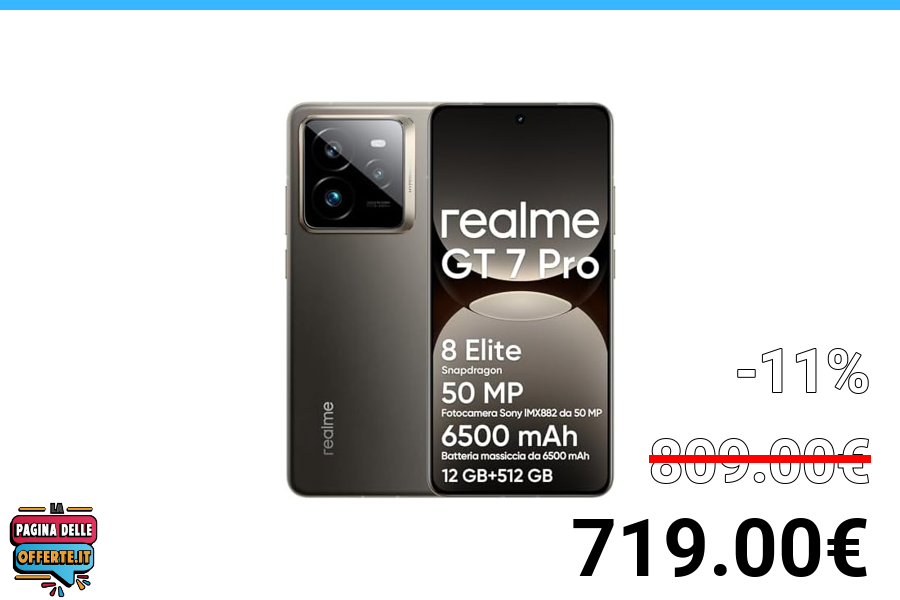 realme
GT 7 Pro
8 Elite
Snapdragon
50 MP
Fotocamera Sony IMX882 da 50 MP
6500 mAh
Batteria massiccia da 6500 mAh
12 GB+512 GB
realme
-11%
809.00€
719.00€
LA
PAGINA DELLE
OFFERTE.IT